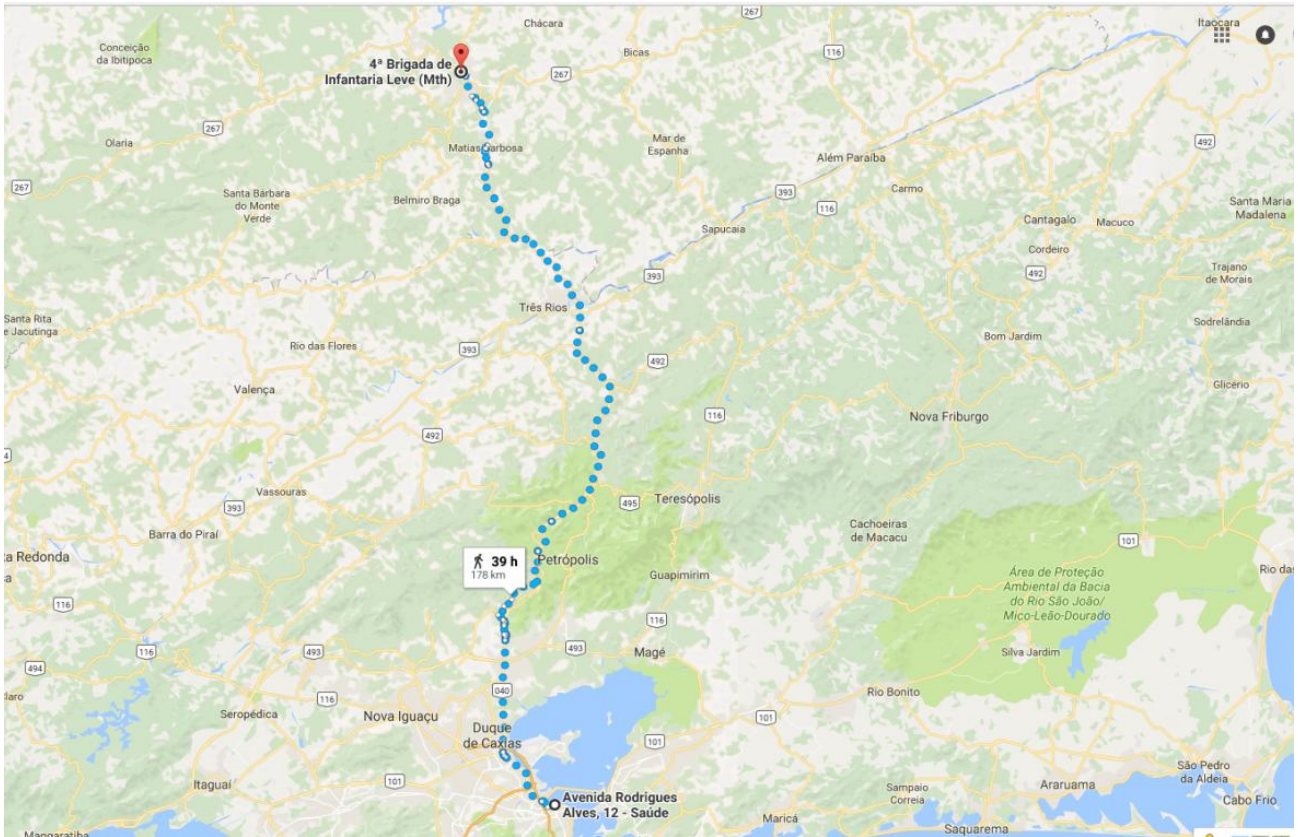 267
Chácara
Itaocara
Conceição
da Ibitipoca
4ª Brigada de
Infantaria Leve (Mth)
Bicas
116
267
267
Olaria
Matias Barbosa
Mar de
Espanha
492
Além Paraíba
267
Santa Bárbara
do Monte
Verde
Belmiro Braga
393
Carmo
116
Santa Maria
Madalena
Cantagalo
Macuco
Sapucaia
Cordeiro
393
492
Trajano
de Morais
Três Rios
Santa Rita
e Jacutinga
Sodrelândia
Rio das Flores
393
492
Bom Jardim
Valença
Glicério
116
Nova Friburgo
492
Vassouras
495
Teresópolis
393
Barra do Piraí
Cachoeiras
de Macacu
101
ta Redonda
39 h
178 km
Petrópolis
Guapimirim
Área de Proteção
Ambiental da Bacia
do Rio São João/
Mico-Leão-Dourado
Rio das
116
116
116
493
493
Magé
Silva Jardim
494
Claro
116
040
Rio Bonito
Seropédica
Nova Iguaçu
101
Duque
de Caxias
101
101
Itaguaí
São Pedro
da Aldeia
Araruama
Avenida Rodrigues
Alves, 12 - Saúde
Sampaio
Correia
Cabo Frio
Maricá
Saquarema
Mangaratiba